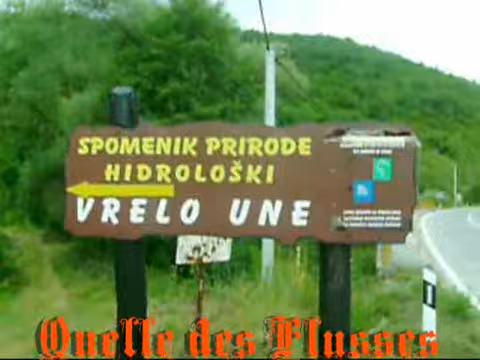 SPOMENIK PRIRODE
HIDROLOŠKI
VRELO UNE
Quelle des Flusses